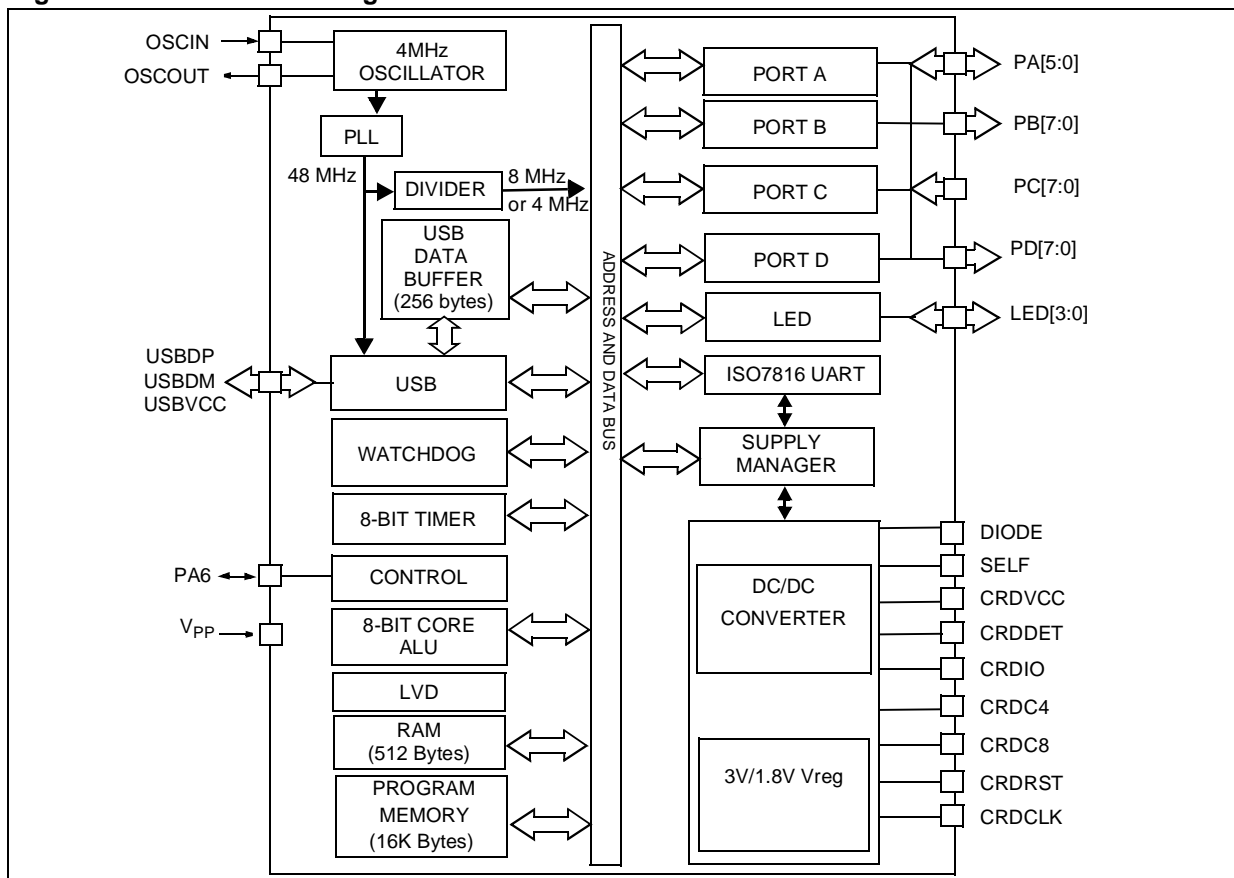 OSCIN
OSCOUT
4MHz
OSCILLATOR
PLL
48 MHz
DIVIDER
8 MHz
or 4 MHz
USB
DATA
BUFFER
(256 bytes)
USBDP
USBDM
USBVCC
USB
WATCHDOG
8-BIT TIMER
PA6
CONTROL
VPP
8-BIT CORE
ALU
LVD
RAM
(512 Bytes)
PROGRAM
MEMORY
(16K Bytes)
ADDRESS AND DATA BUS
PORT A
PA[5:0]
PORT B
PB[7:0]
PORT C
PC[7:0]
PORT D
PD[7:0]
LED
LED[3:0]
ISO7816 UART
SUPPLY
MANAGER
DC/DC
CONVERTER
3V/1.8V Vreg
DIODE
SELF
CRDVCC
CRDDET
CRDIO
CRDC4
CRDC8
CRDRST
CRDCLK